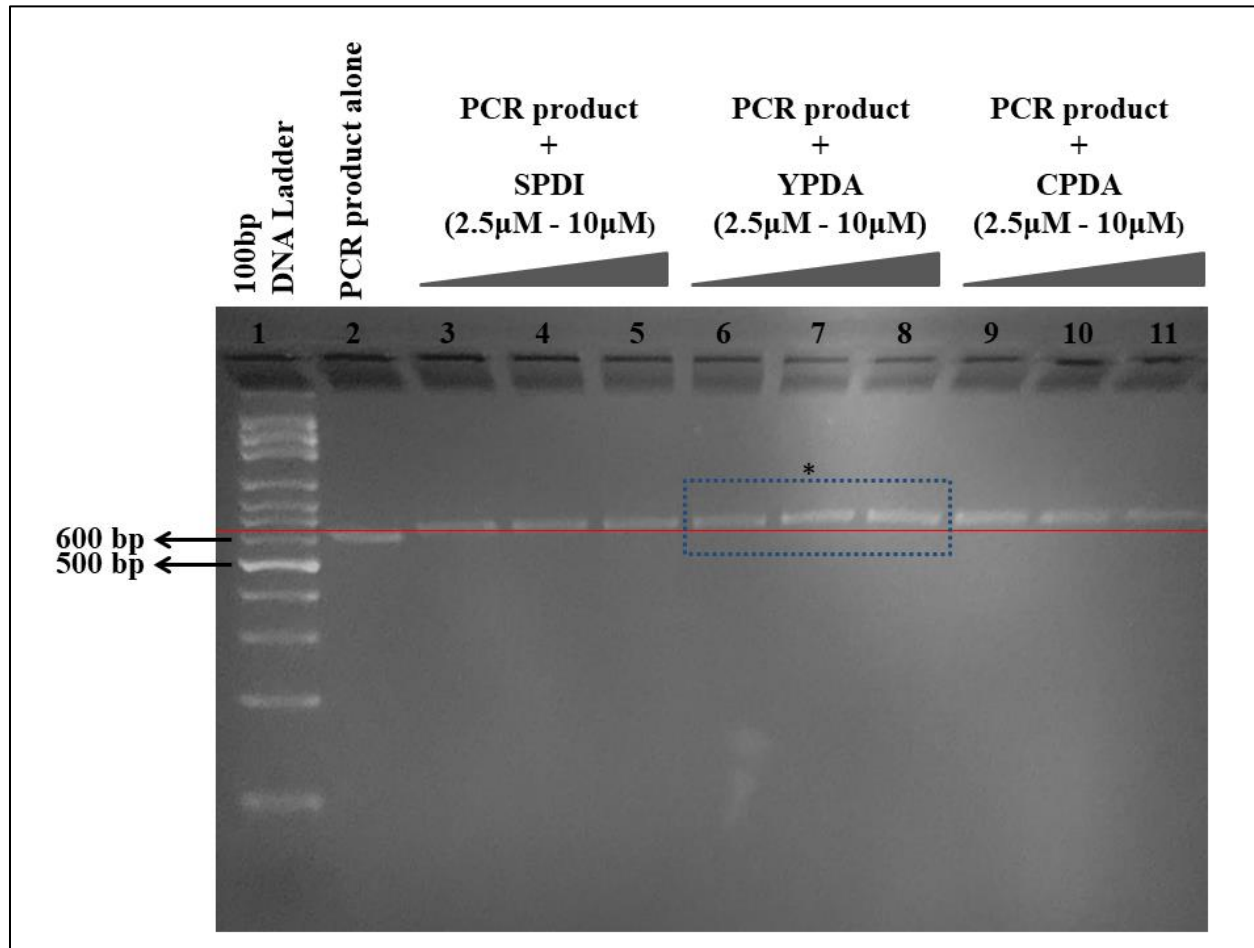 100bp
DNA Ladder
PCR product alone
PCR product
+
SPDI
(2.5µM - 10µM)
PCR product
+
YPDA
(2.5µM - 10µM)
PCR product
+
CPDA
(2.5µM - 10µM)
1 2 3 4 5 6 7 8 9 10 11
*
600 bp
500 bp